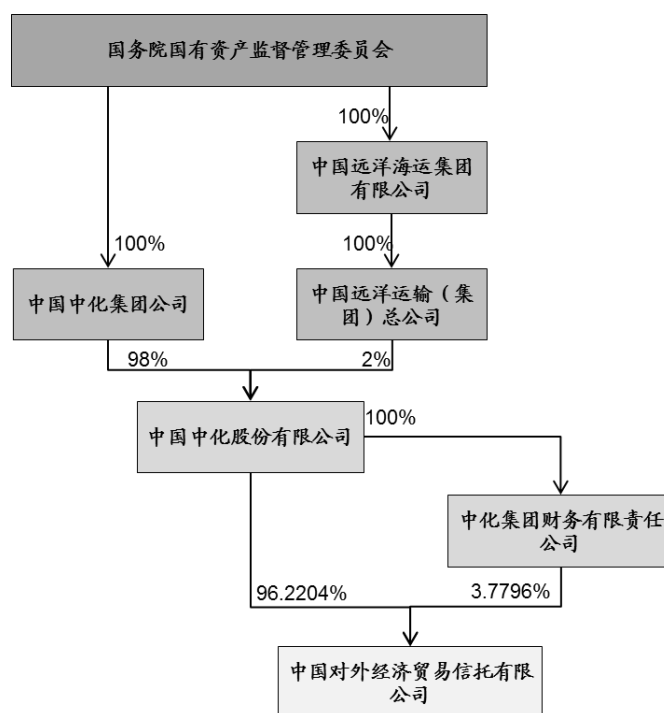 国务院国有资产监督管理委员会
100%
中国远洋海运集团
有限公司
100%
100%
中国中化集团公司
中国远洋运输（集
团）总公司
98%
2%
中国中化股份有限公司
100%
中化集团财务有限责任
公司
96.2204%
3.7796%
中国对外经济贸易信托有限
公司